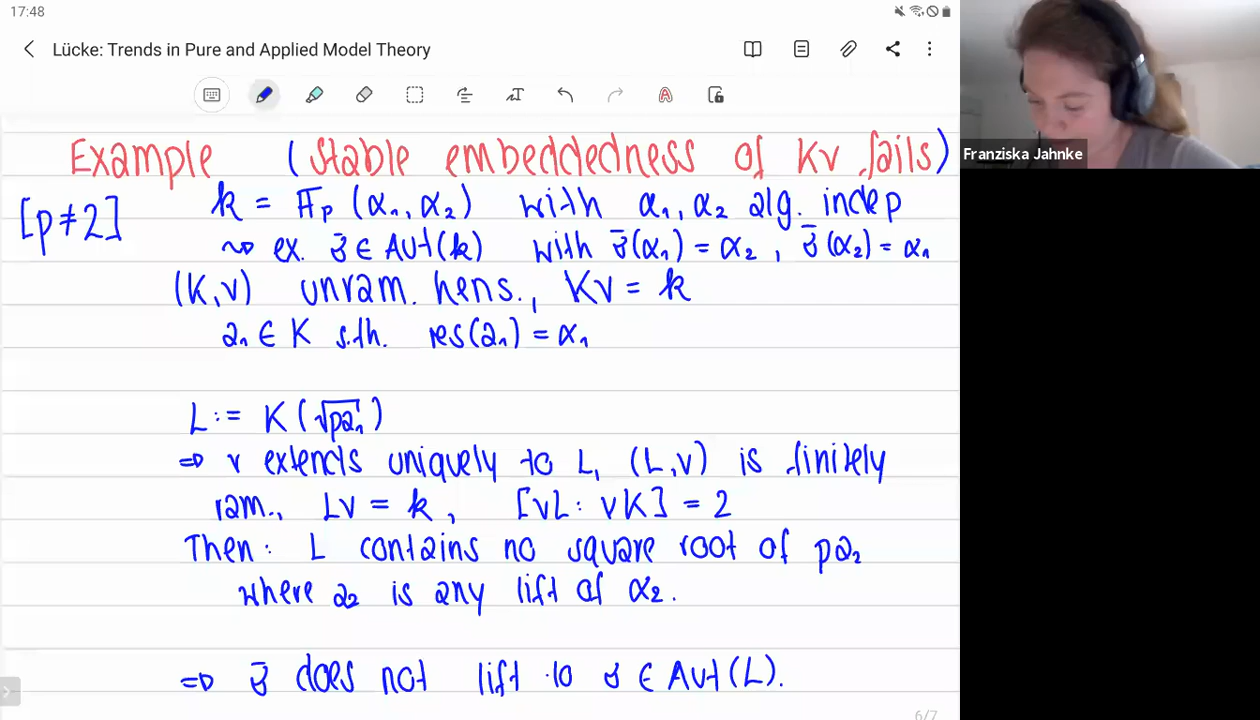 17:48
Lücke: Trends in Pure and Applied Model Theory
Franziska Jahnke
Example (stable embeddedness of Kv fails)
[p≠2] k = 𝔽p (α1, α2) with α1, α2 alg. indep
⇝ ex. σ̄ ∈ Aut(k) with σ̄(α1) = α2, σ̄(α2) = α1
(K,v) unram. hens., Kv = k
a1 ∈ K s.th. res(a1) = α1
L := K(√pa1)
⇒ v extends uniquely to L, (L,v) is finitely
ram., Lv = k, [vL : vK] = 2
Then: L contains no square root of pa2
where a2 is any lift of α2.
⇒ σ̄ does not lift to σ ∈ Aut(L).
6/7